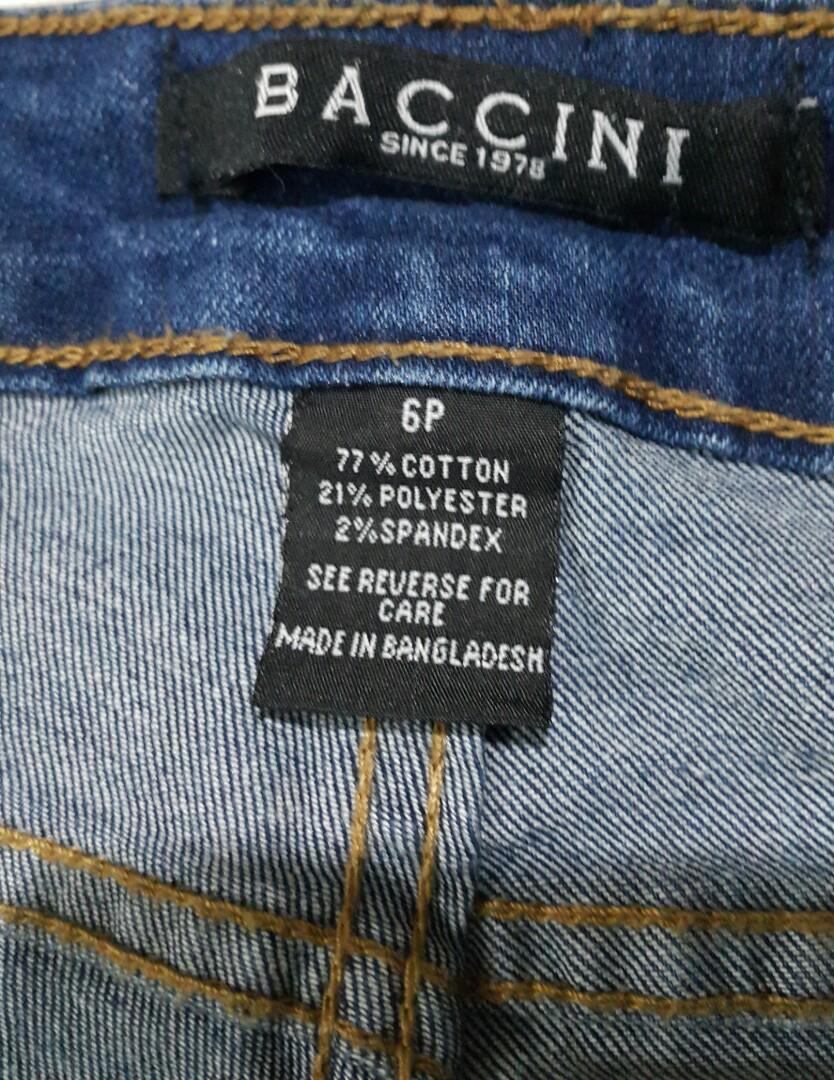 BACCINI
SINCE 1978
6P
77% COTTON
21% POLYESTER
2%SPANDEX
SEE REVERSE FOR
CARE
MADE IN BANGLADESH